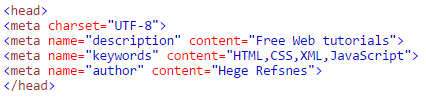 <head>
<meta charset="UTF-8">
<meta name="description" content="Free Web tutorials">
<meta name="keywords" content="HTML,CSS,XML,JavaScript">
<meta name="author" content="Hege Refsnes">
</head>